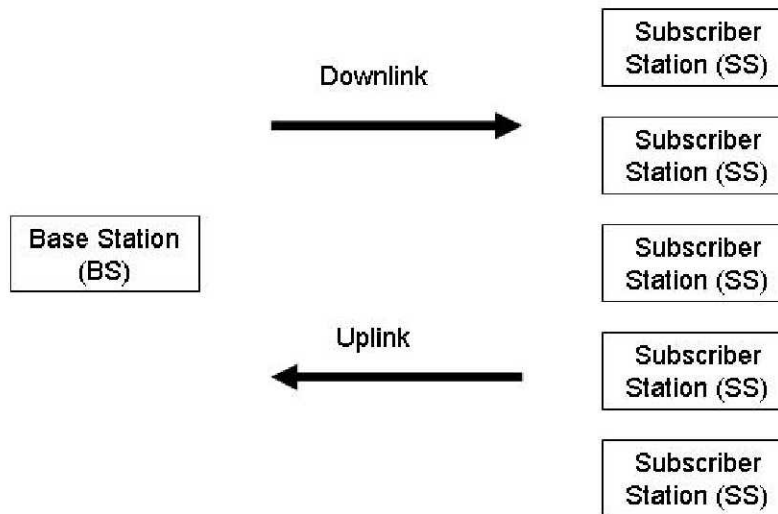 Downlink
Base Station
(BS)
Uplink
Subscriber
Station (SS)
Subscriber
Station (SS)
Subscriber
Station (SS)
Subscriber
Station (SS)
Subscriber
Station (SS)